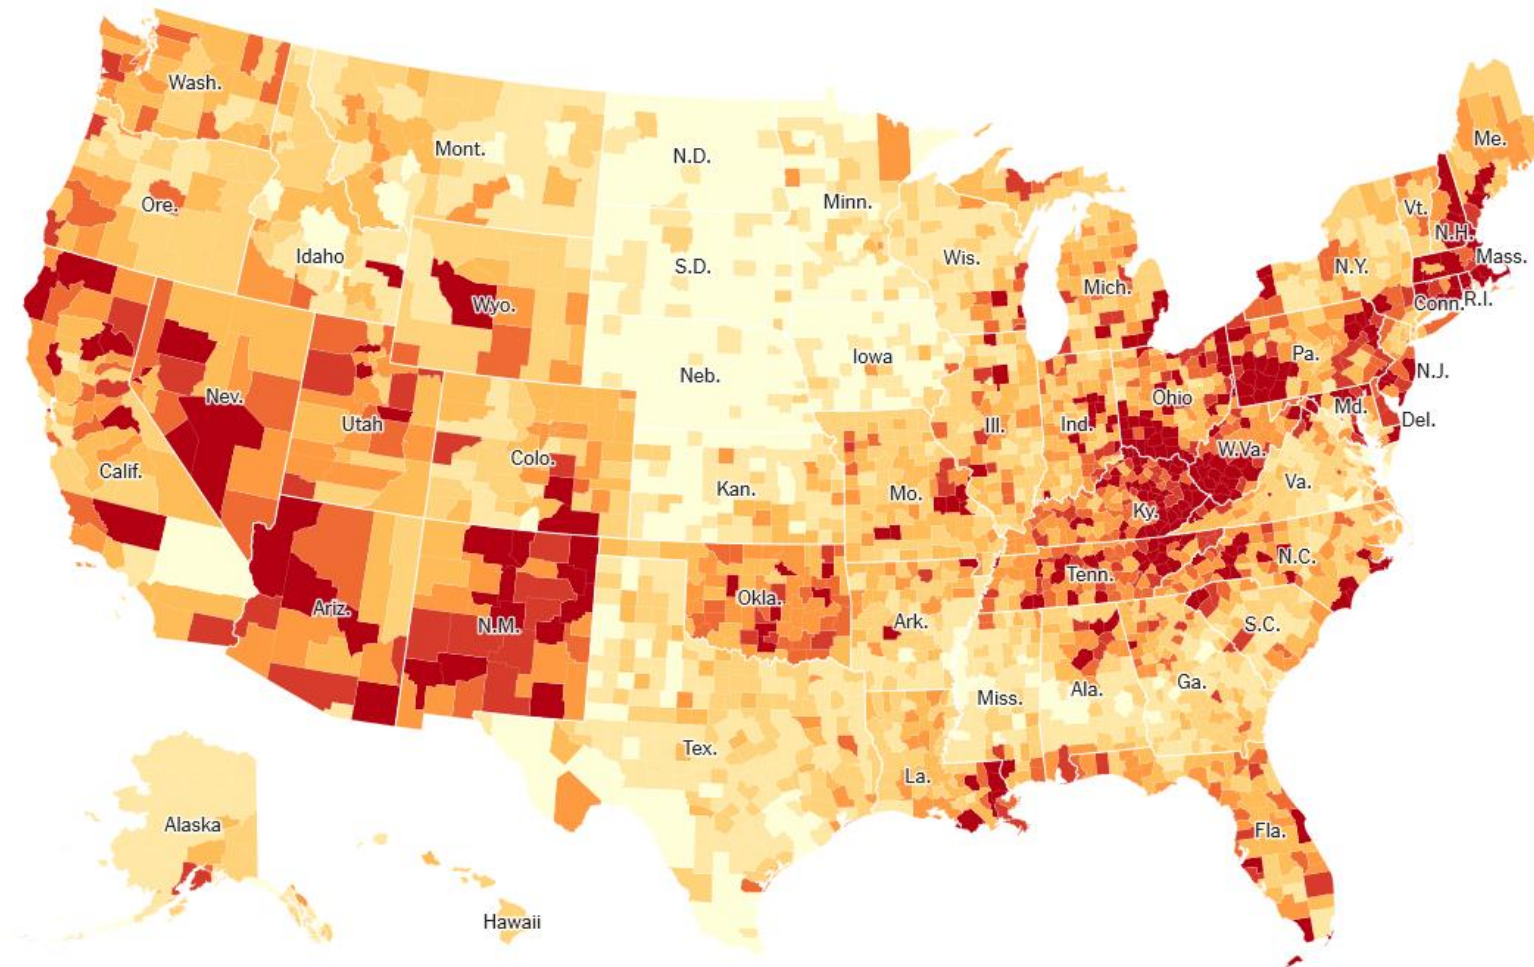 Wash.
Mont.
N.D.
Minn.
Me.
Ore.
Idaho
Vt.
N.H.
Wis.
S.D.
Mich.
N.Y.
Mass.
Wyo.
Conn.
R.I.
Iowa
Neb.
Pa.
N.J.
Nev.
Utah
Ohio
Ill.
Ind.
Md.
Del.
Calif.
Colo.
Kan.
Mo.
W.Va.
Va.
Ky.
Ariz.
N.M.
Okla.
Tenn.
N.C.
Ark.
S.C.
Miss.
Ala.
Ga.
Tex.
La.
Fla.
Alaska
Hawaii